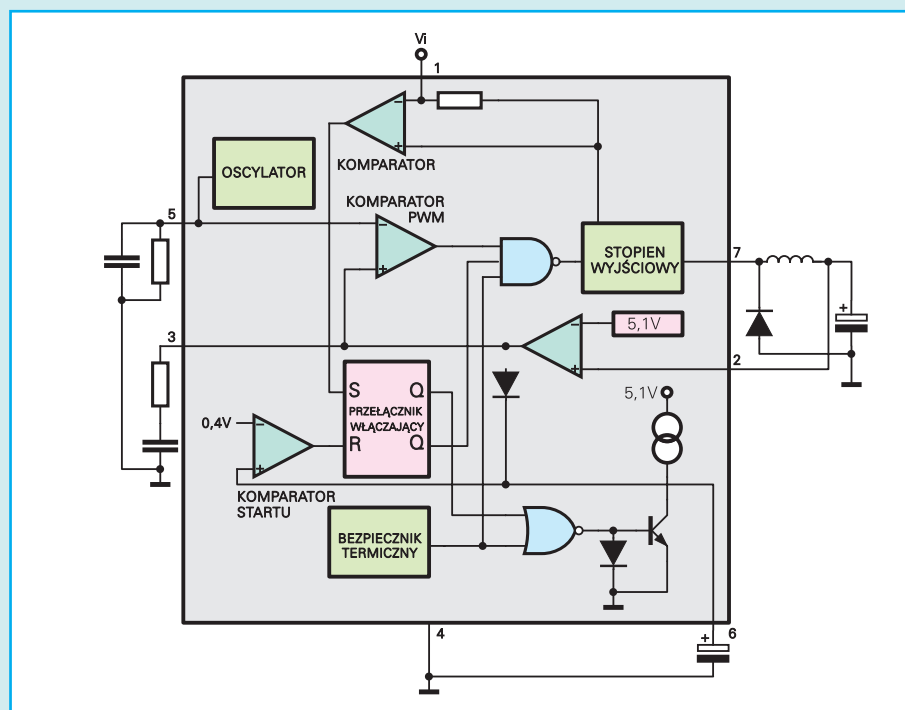 Vi
1
KOMPARATOR
OSCYLATOR
KOMPARATOR
PWM
5
STOPIEN
WYJŚCIOWY
7
5,1V
3
2
S Q
PRZEŁĄCZNIK
WŁĄCZAJĄCY
R Q
5,1V
0,4V
KOMPARATOR
STARTU
BEZPIECZNIK
TERMICZNY
4
+ 6